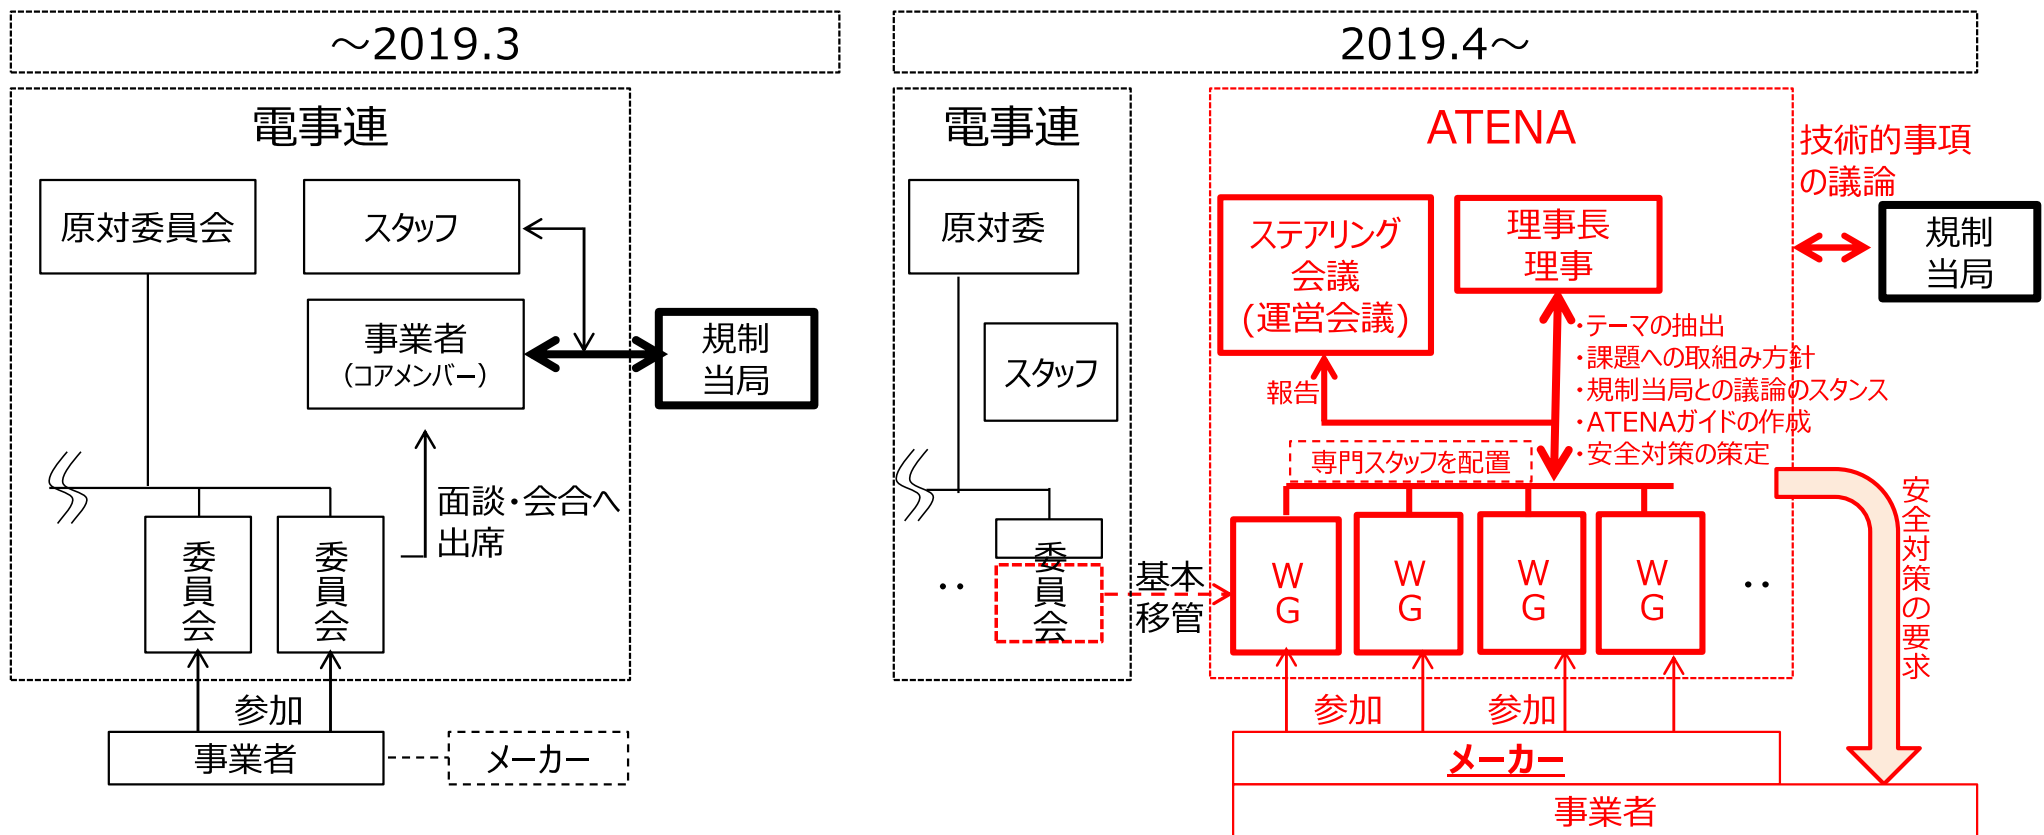 ～2019.3
電事連
原対委員会
スタッフ
事業者
（コアメンバー）
規制
当局
面談・会合へ
出席
委員会
委員会
参加
事業者
メーカー
2019.4～
電事連
原対委
スタッフ
委員会
‥
基本
移管
ATENA
ステアリング
会議
(運営会議)
理事長
理事
技術的事項
の議論
規制
当局
・テーマの抽出
・課題への取組み方針
・規制当局との議論のスタンス
・ATENAガイドの作成
・安全対策の策定
報告
専門スタッフを配置
WG
WG
WG
WG
‥
安全対策の要求
参加
参加
メーカー
事業者